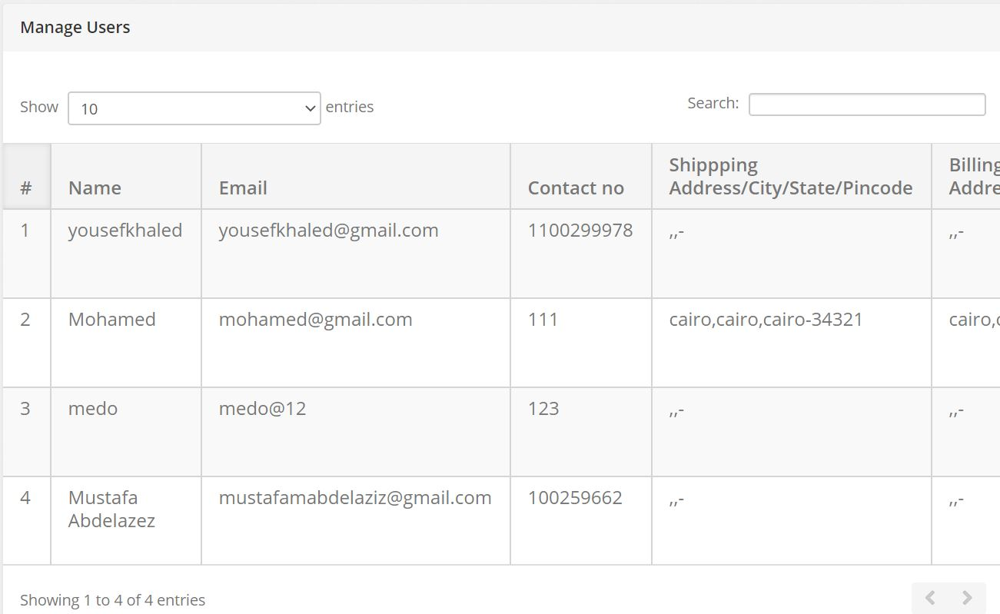 Manage Users
Show 10 entries Search:
# Name Email Contact no Shippping Address/City/State/Pincode Billing Addre
1 yousefkhaled yousefkhaled@gmail.com 1100299978 ,,- ,,-
2 Mohamed mohamed@gmail.com 111 cairo,cairo,cairo-34321 cairo,c
3 medo medo@12 123 ,,- ,,-
4 Mustafa Abdelazez mustafamabdelaziz@gmail.com 100259662 ,,- ,,-
Showing 1 to 4 of 4 entries